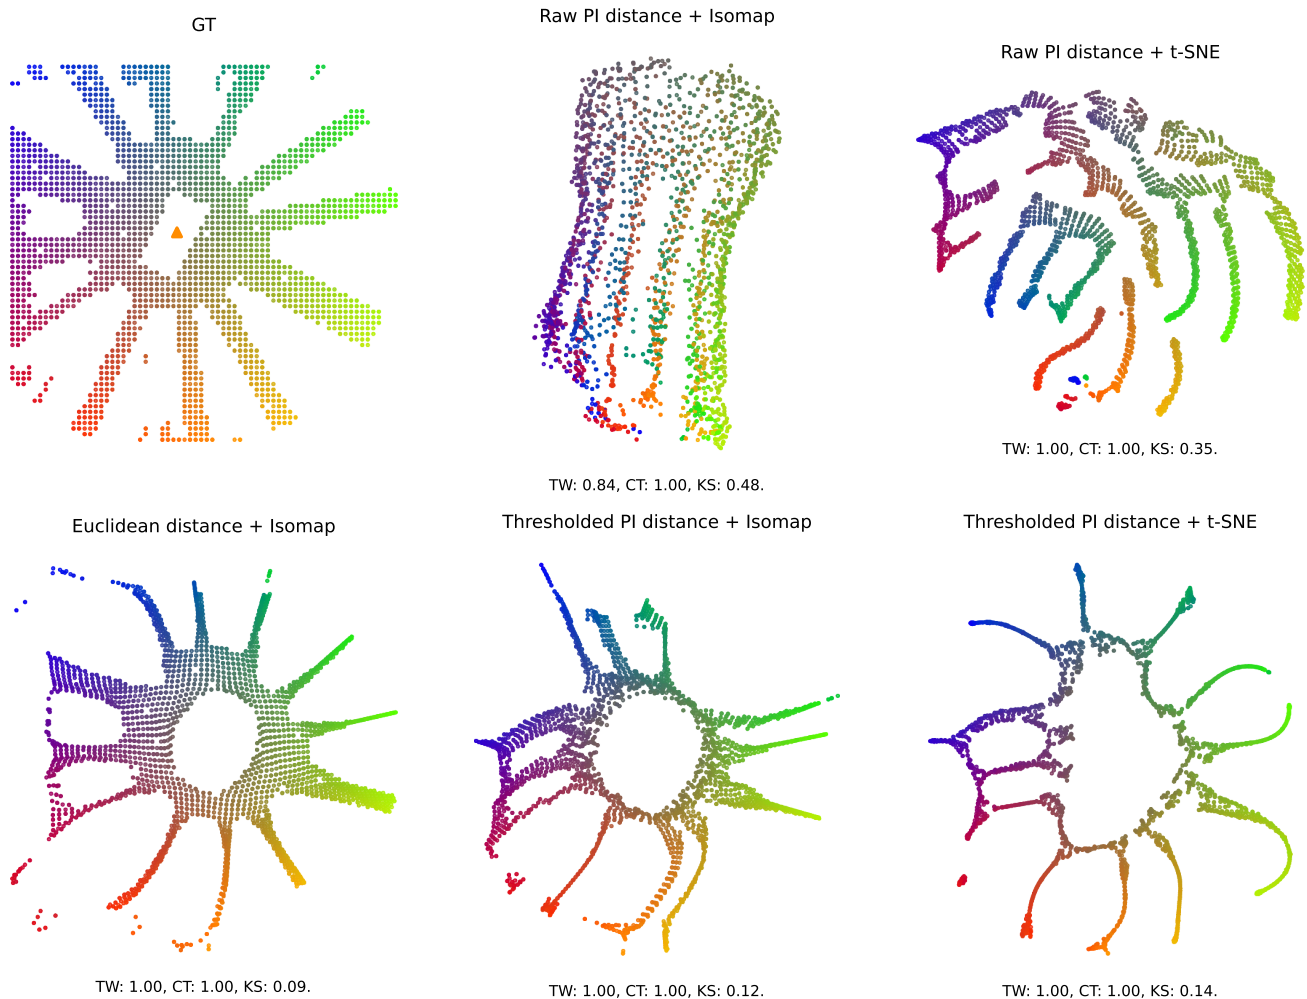 GT
Raw PI distance + Isomap
Raw PI distance + t-SNE
TW: 1.00, CT: 1.00, KS: 0.35.
TW: 0.84, CT: 1.00, KS: 0.48.
Euclidean distance + Isomap
Thresholded PI distance + Isomap
Thresholded PI distance + t-SNE
TW: 1.00, CT: 1.00, KS: 0.09.
TW: 1.00, CT: 1.00, KS: 0.12.
TW: 1.00, CT: 1.00, KS: 0.14.